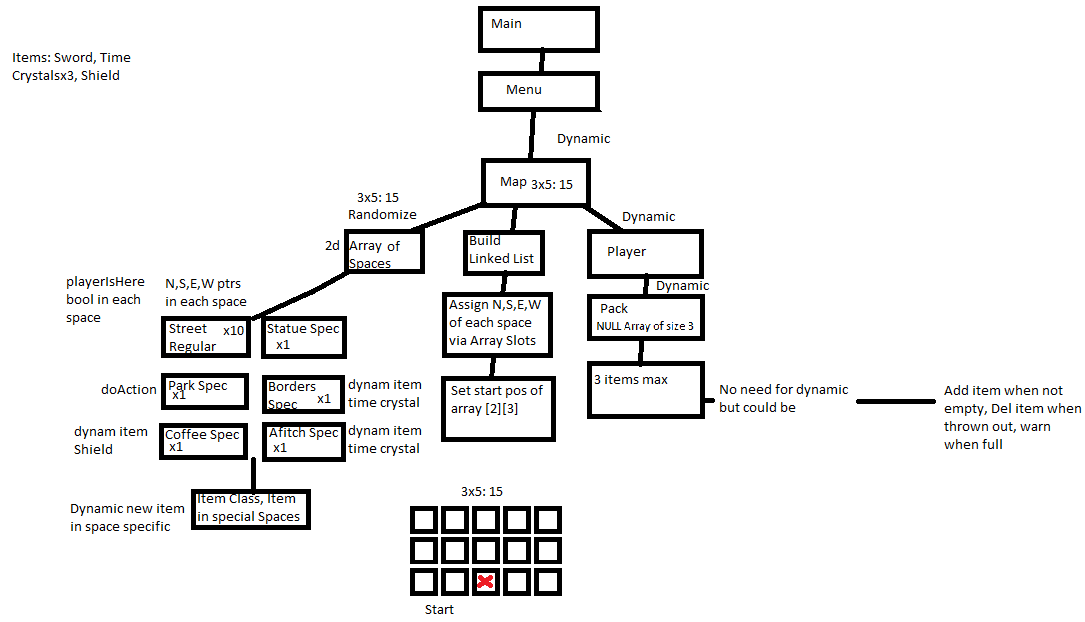 Main
Items: Sword, Time
Crystalsx3, Shield
Menu
Dynamic
Map 3x5: 15
3x5: 15
Randomize
Dynamic
2d
Array of
Spaces
Build
Linked List
Player
Dynamic
playerIsHere
bool in each
space
N,S,E,W ptrs
in each space
Assign N,S,E,W
of each space
via Array Slots
Pack
NULL Array of size 3
Street x10
Regular
Statue Spec
x1
doAction
Park Spec
x1
Borders
Spec x1
dynam item
time crystal
Set start pos of
array [2][3]
3 items max
No need for dynamic
but could be
Add item when not
empty, Del item when
thrown out, warn
when full
dynam item
Shield
Coffee Spec
x1
Afitch Spec
x1
dynam item
time crystal
Dynamic new item
in space specific
Item Class, Item
in special Spaces
3x5: 15
Start